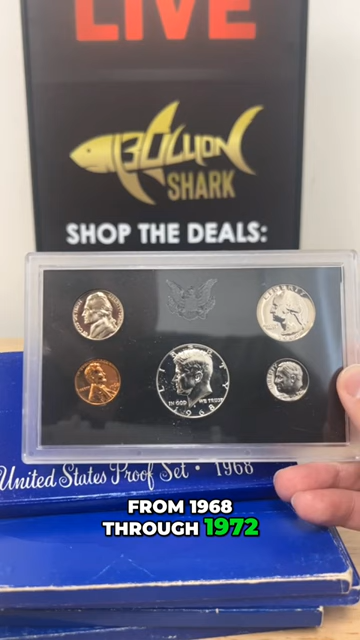 LIVE
BULLION
SHARK
SHOP THE DEALS:
LIBERTY
IN GOD WE TRUST
1968
United States Proof Set • 1968
FROM 1968
THROUGH 1972